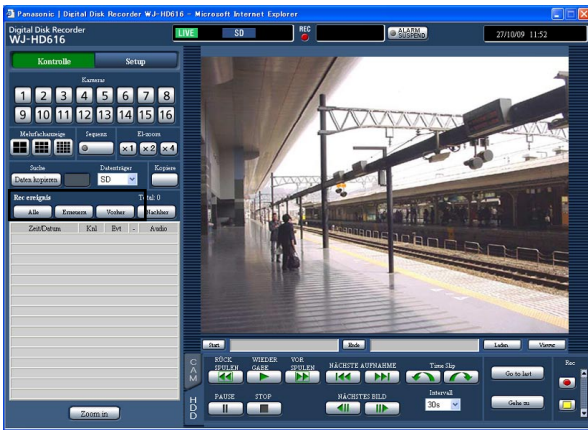 Panasonic | Digital Disk Recorder WJ-HD616 - Microsoft Internet Explorer
Digital Disk Recorder
WJ-HD616
LIVE SD REC ALARM SUSPEND 27/10/09 11:52
Kontrolle Setup
Kameras
1 2 3 4 5 6 7 8
9 10 11 12 13 14 15 16
Mehrfachanzeige Sequenz El-zoom
x1 x2 x4
Suche Datenträger Kopiere
Daten kopieren SD
Rec ereignis Total: 0
Alle Erneuern Vorher Nachher
Zeit/Datum Knl Evt - Audio
Zoom in
Start Ende Laden Viewer
CAM
HDD
RÜCK SPULEN WIEDER GABE VOR SPULEN NÄCHSTE AUFNAHME Time Skip Go to last Rec
PAUSE STOP NÄCHSTES BILD Intervall Gehe zu
30s